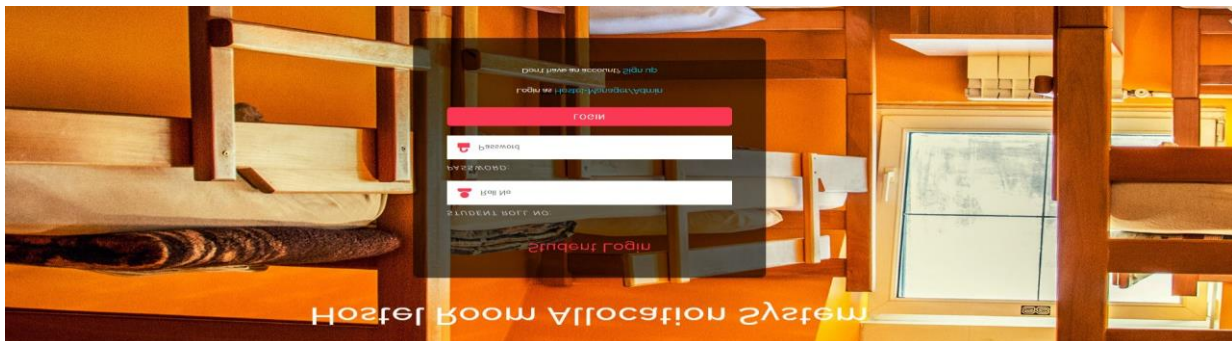 Hostel Room Allocation System
Student Login
STUDENT ROLL NO:
Roll No
PASSWORD:
Password
LOGIN
Login as Hostel-Manager/Admin
Don't have an account? Sign up